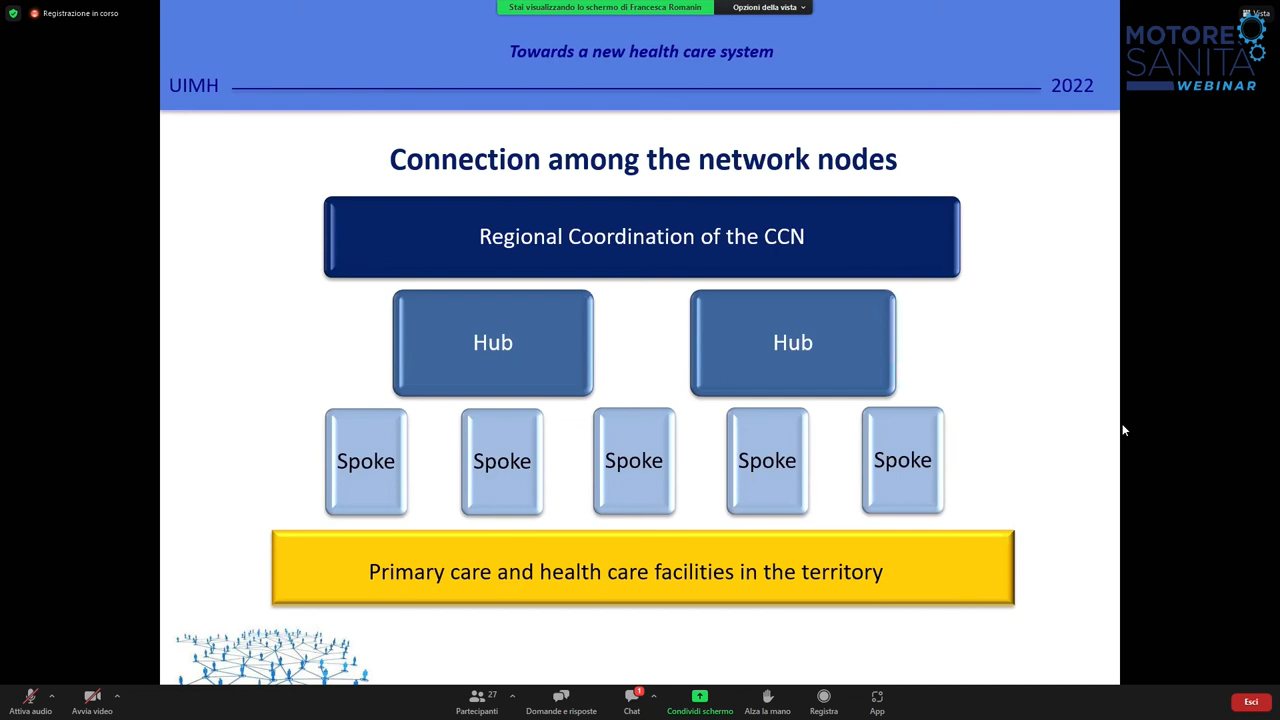 Registrazione in corso
Stai visualizzando lo schermo di Francesca Romanin
Opzioni della vista
Vista
MOTORE
SANITÀ
WEBINAR
Towards a new health care system
UIMH
2022
Connection among the network nodes
Regional Coordination of the CCN
Hub
Hub
Spoke
Spoke
Spoke
Spoke
Spoke
Primary care and health care facilities in the territory
Attiva audio
Avvia video
27
Partecipanti
Domande e risposte
1
Chat
Condividi schermo
Alza la mano
Registra
App
Esci